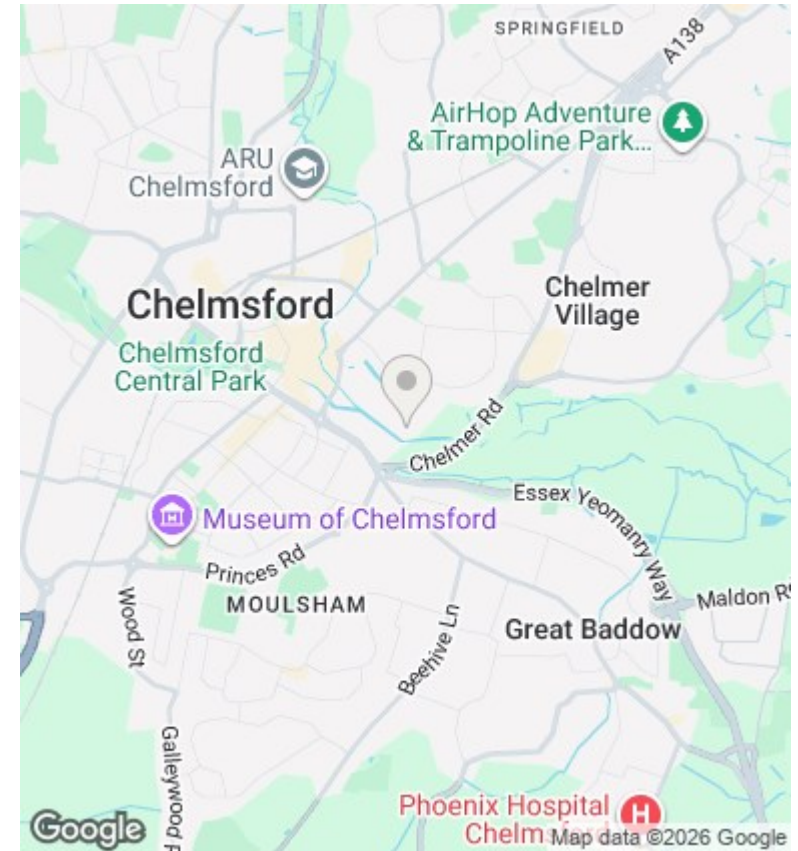 SPRINGFIELD
A138
AirHop Adventure
& Trampoline Park...
ARU
Chelmsford
Chelmer
Village
Chelmsford
Chelmsford
Central Park
Chelmer Rd
Essex Yeomanry Way
Museum of Chelmsford
Princes Rd
MOULSHAM
Maldon R
Wood St
Beehive Ln
Great Baddow
Galleywood R
Phoenix Hospital
Chelmsford
Google
Map data ©2026 Google